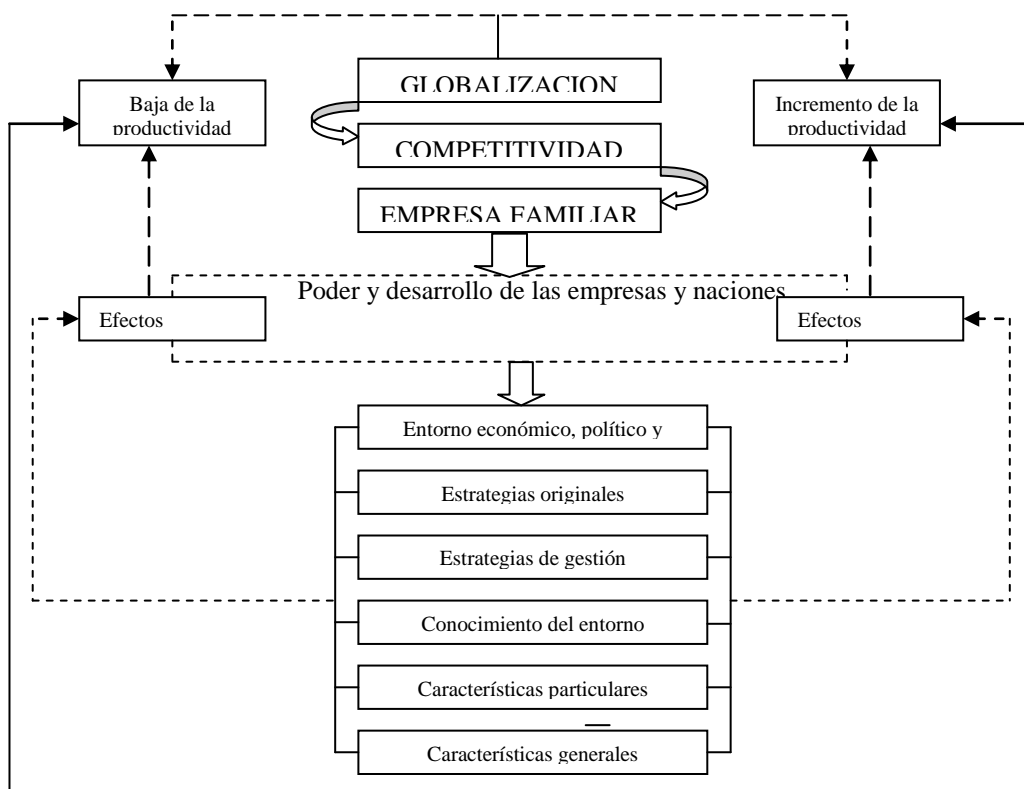 GLOBALIZACION
Baja de la
productividad
Incremento de la
productividad
COMPETITIVIDAD
EMPRESA FAMILIAR
Poder y desarrollo de las empresas y naciones
Efectos
Efectos
Entorno económico, político y
Estrategias originales
Estrategias de gestión
Conocimiento del entorno
Características particulares
Características generales